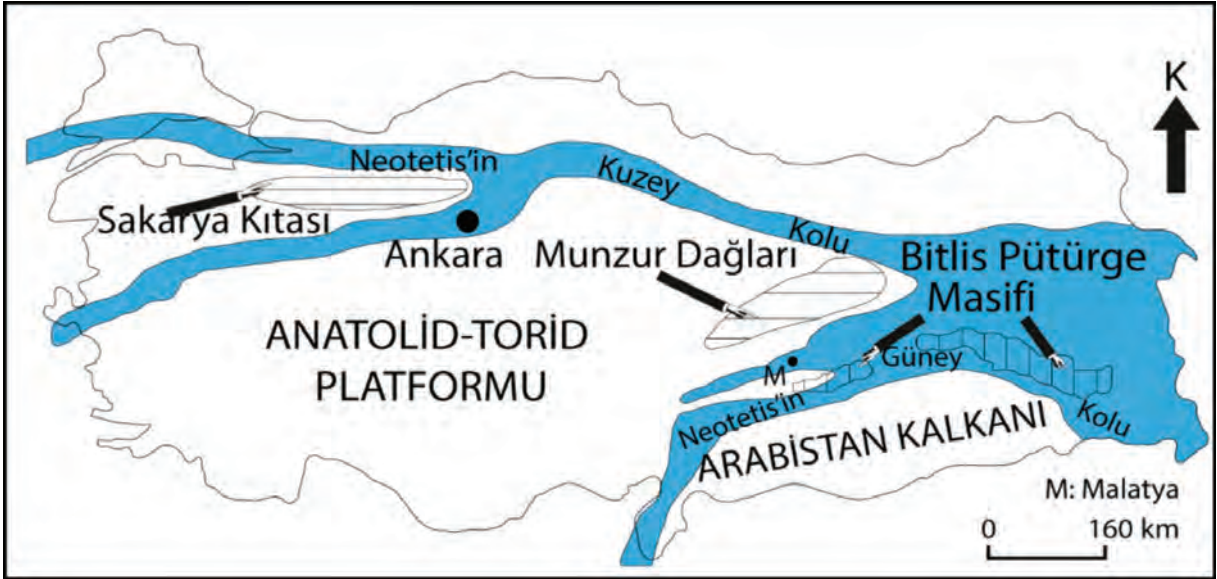 K
Neotetis'in
Kuzey
Kolu
Sakarya Kıtası
Ankara
Munzur Dağları
Bitlis Pütürge
Masifi
ANATOLİD-TORİD
PLATFORMU
M
Güney
Neotetis'in
Kolu
ARABİSTAN KALKANI
M: Malatya
0 160 km